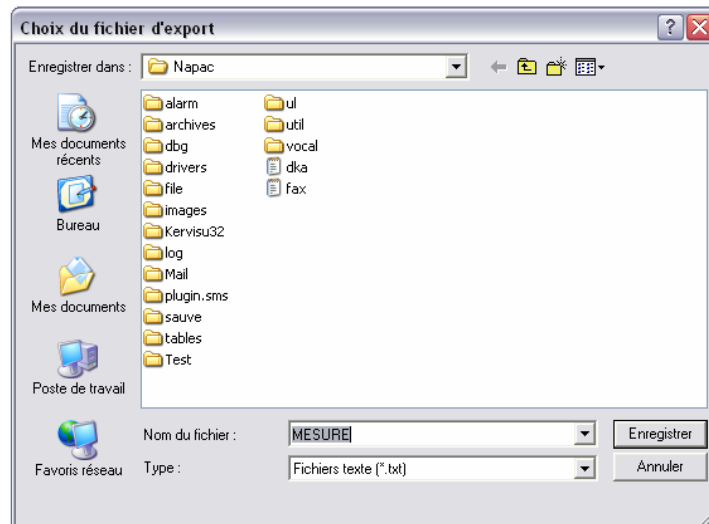 Choix du fichier d'export
Enregistrer dans :
Napac
Mes documents
récents
Bureau
Mes documents
Poste de travail
Favoris réseau
alarm
archives
dbg
drivers
file
images
Kervisu32
log
Mail
plugin.sms
sauve
tables
Test
ul
util
vocal
dka
fax
Nom du fichier :
MESURE
Enregistrer
Type :
Fichiers texte (*.txt)
Annuler